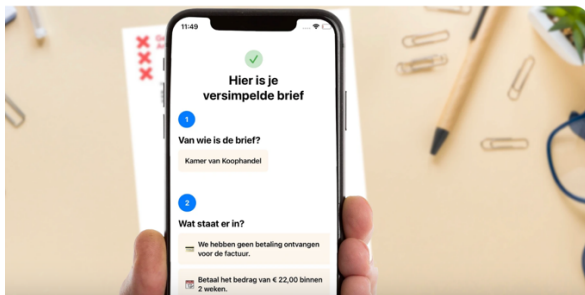 11:49
Hier is je
versimpelde brief
1
Van wie is de brief?
Kamer van Koophandel
2
Wat staat er in?
We hebben geen betaling ontvangen
voor de factuur.
Betaal het bedrag van € 22,00 binnen
2 weken.